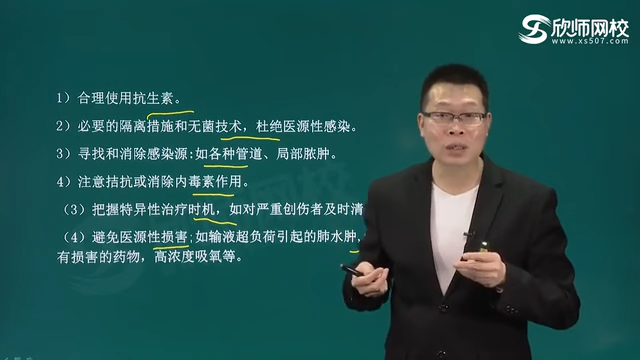 欣师网校
www.xs507.com
1）合理使用抗生素。
2）必要的隔离措施和无菌技术，杜绝医源性感染。
3）寻找和消除感染源:如各种管道、局部脓肿。
4）注意拮抗或消除内毒素作用。
（3）把握特异性治疗时机，如对严重创伤者及时清
（4）避免医源性损害;如输液超负荷引起的肺水肿，
有损害的药物，高浓度吸氧等。